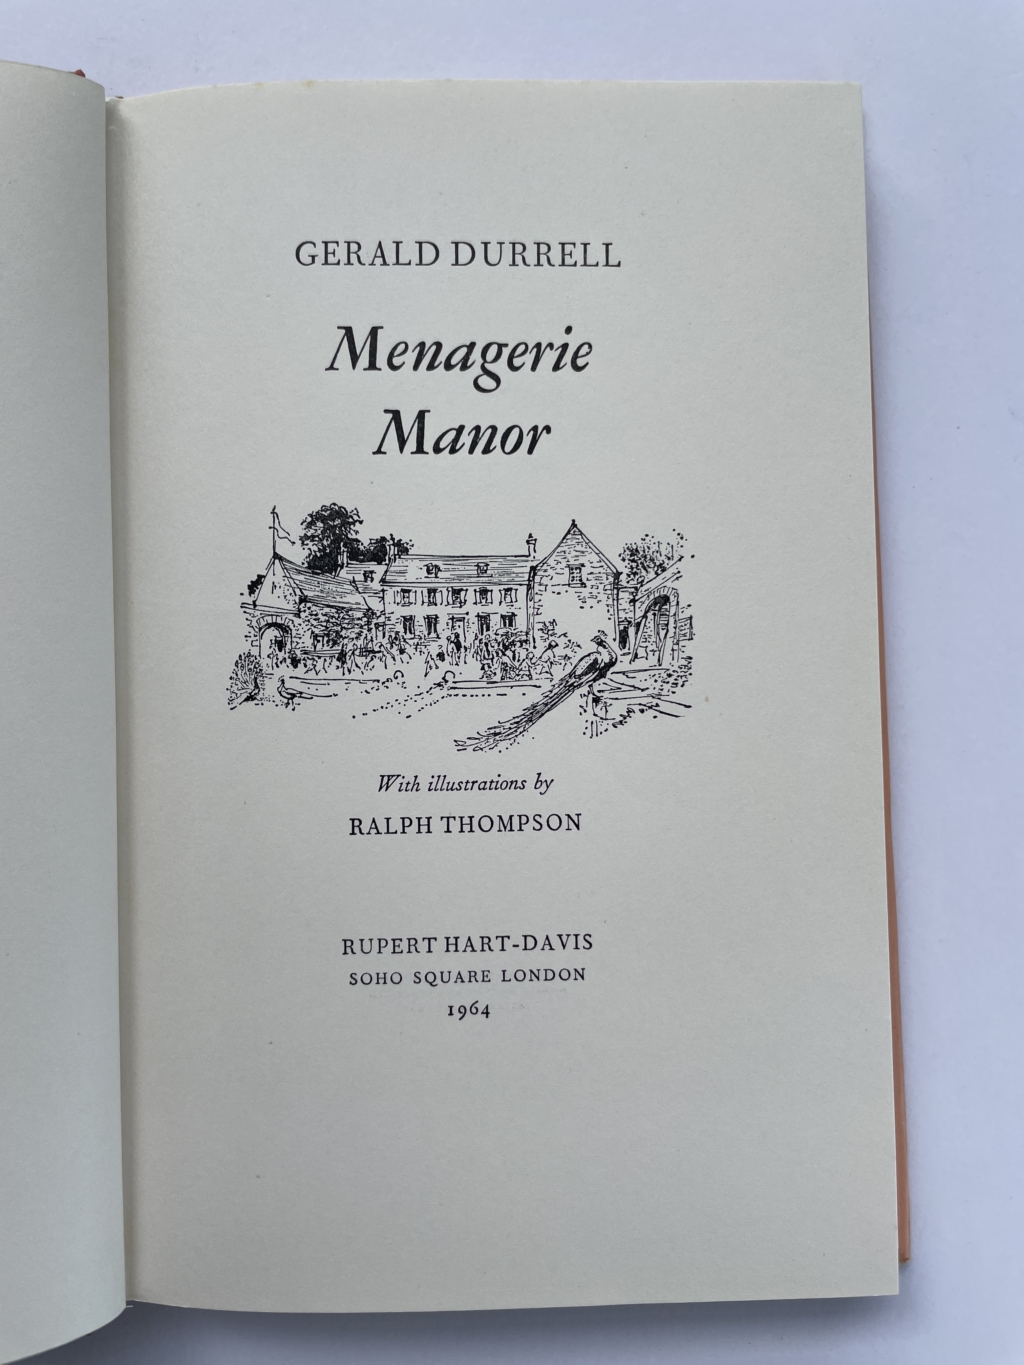 GERALD DURRELL
Menagerie
Manor
With illustrations by
RALPH THOMPSON
RUPERT HART-DAVIS
SOHO SQUARE LONDON
1964